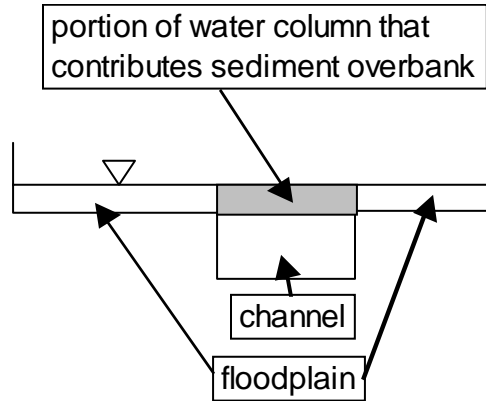 portion of water column that
contributes sediment overbank
channel
floodplain